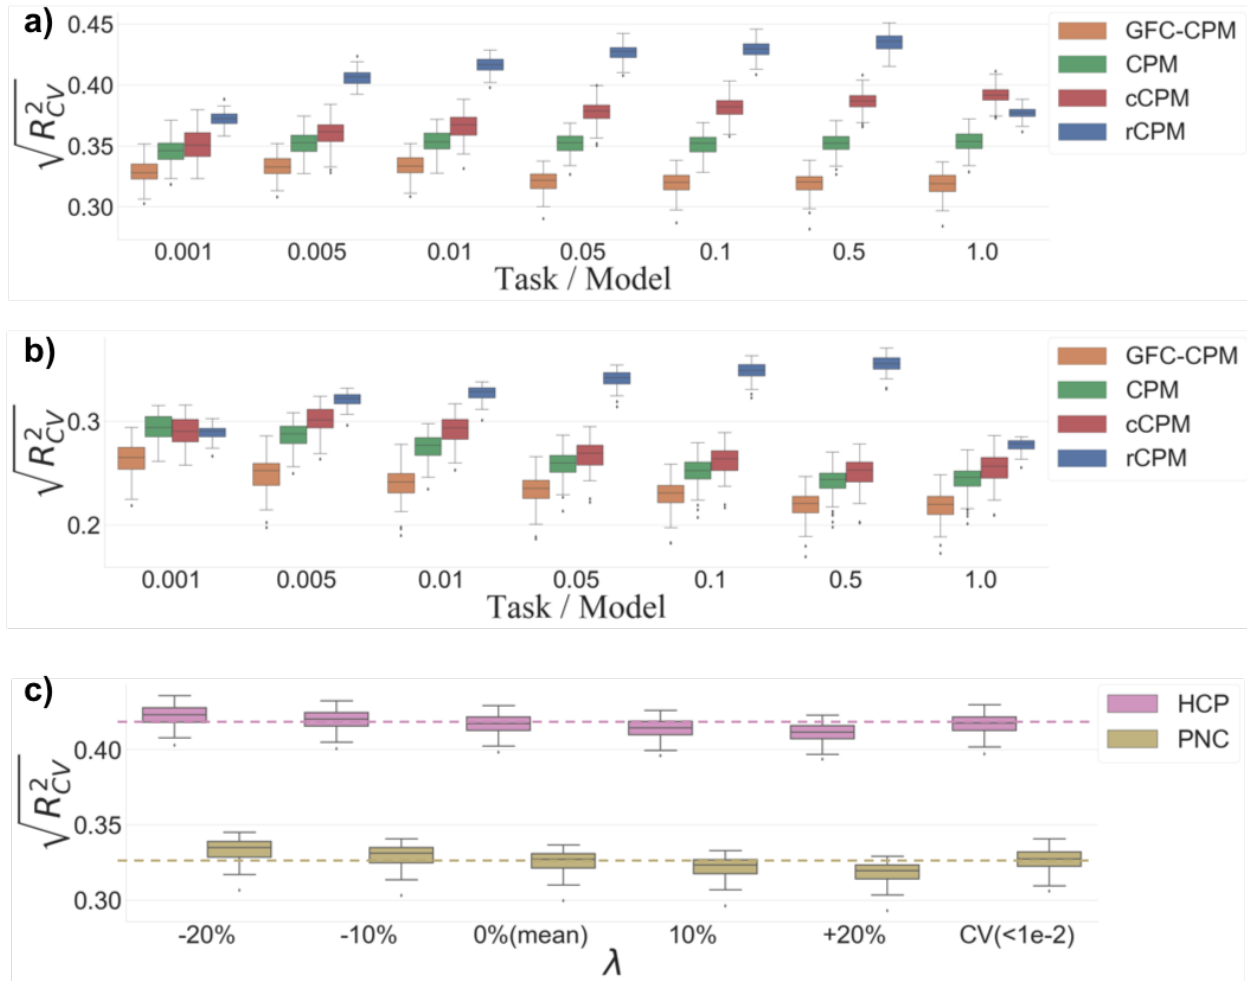 a)
0.45
0.40
0.35
0.30
√R²CV
0.001 0.005 0.01 0.05 0.1 0.5 1.0
Task / Model
GFC-CPM
CPM
cCPM
rCPM
b)
0.3
0.2
√R²CV
0.001 0.005 0.01 0.05 0.1 0.5 1.0
Task / Model
GFC-CPM
CPM
cCPM
rCPM
c)
0.40
0.35
0.30
√R²CV
-20% -10% 0%(mean) 10% +20% CV(<1e-2)
λ
HCP
PNC